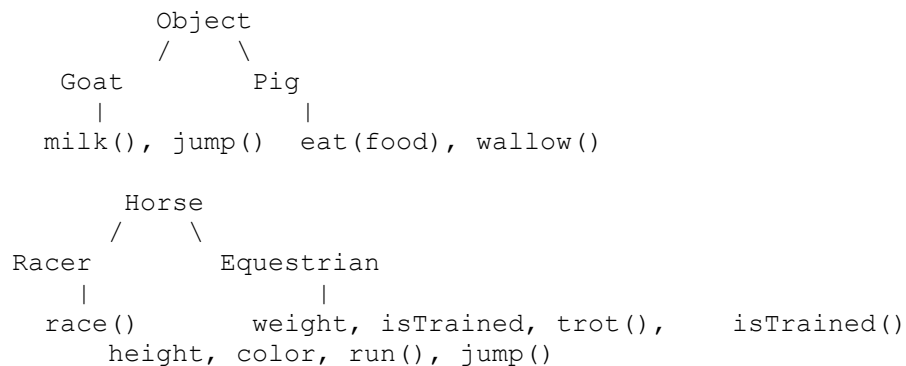 Object
/ \
Goat Pig
| |
milk(), jump() eat(food), wallow()
Horse
/ \
Racer Equestrian
| |
race() weight, isTrained, trot(), isTrained()
height, color, run(), jump()